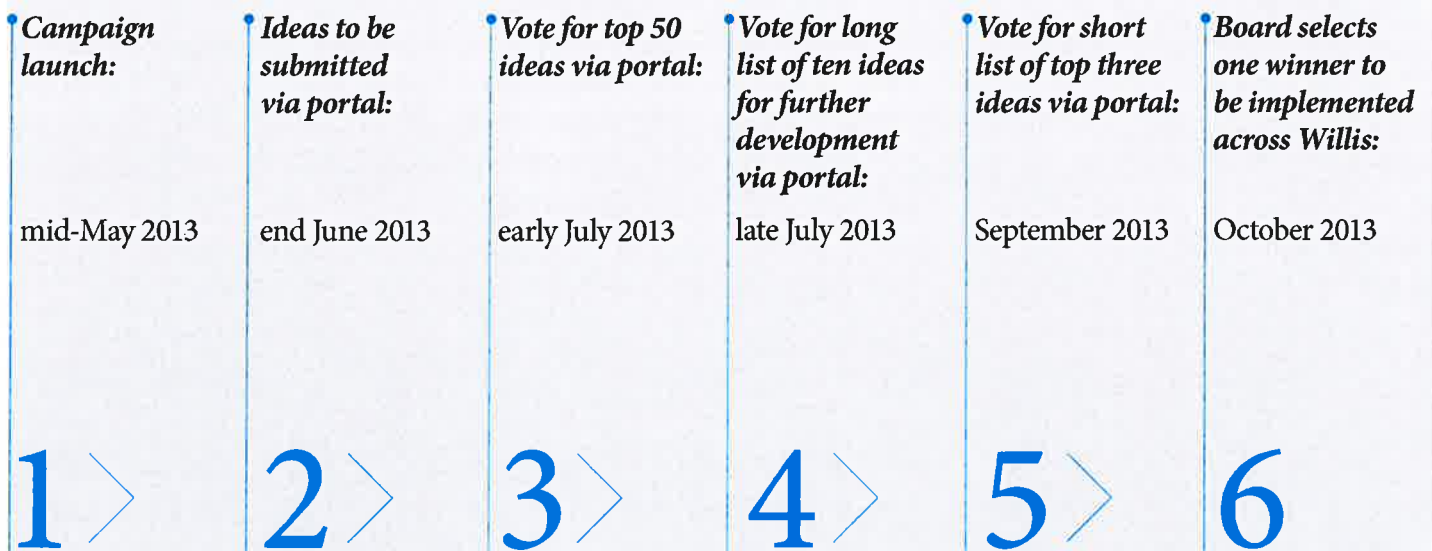 Campaign
launch:
mid-May 2013
1
Ideas to be
submitted
via portal:
end June 2013
2
Vote for top 50
ideas via portal:
early July 2013
3
Vote for long
list of ten ideas
for further
development
via portal:
late July 2013
4
Vote for short
list of top three
ideas via portal:
September 2013
5
Board selects
one winner to
be implemented
across Willis:
October 2013
6